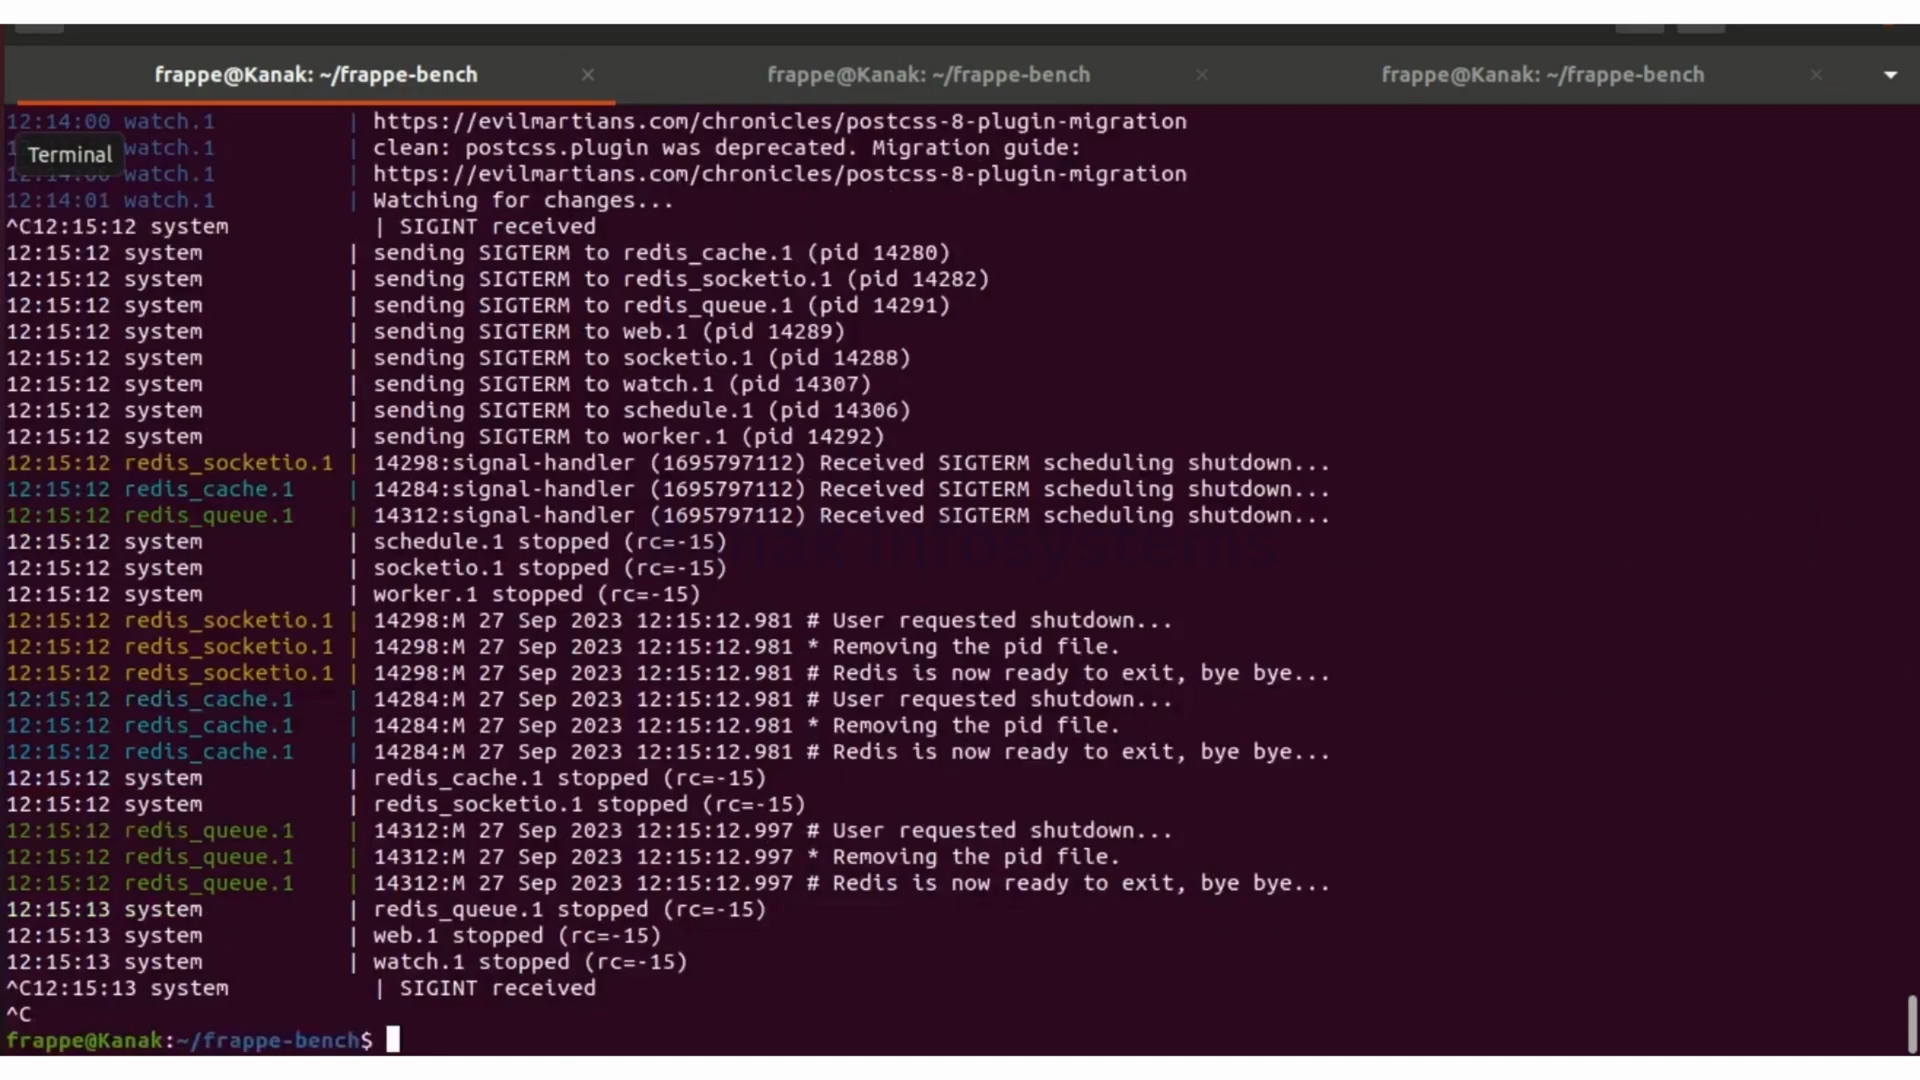 frappe@Kanak: ~/frappe-bench × frappe@Kanak: ~/frappe-bench × frappe@Kanak: ~/frappe-bench ×
12:14:00 watch.1 | https://evilmartians.com/chronicles/postcss-8-plugin-migration
Terminal
watch.1 | clean: postcss.plugin was deprecated. Migration guide:
watch.1 | https://evilmartians.com/chronicles/postcss-8-plugin-migration
12:14:01 watch.1 | Watching for changes...
^C12:15:12 system | SIGINT received
12:15:12 system | sending SIGTERM to redis_cache.1 (pid 14280)
12:15:12 system | sending SIGTERM to redis_socketio.1 (pid 14282)
12:15:12 system | sending SIGTERM to redis_queue.1 (pid 14291)
12:15:12 system | sending SIGTERM to web.1 (pid 14289)
12:15:12 system | sending SIGTERM to socketio.1 (pid 14288)
12:15:12 system | sending SIGTERM to watch.1 (pid 14307)
12:15:12 system | sending SIGTERM to schedule.1 (pid 14306)
12:15:12 system | sending SIGTERM to worker.1 (pid 14292)
12:15:12 redis_socketio.1 | 14298:signal-handler (1695797112) Received SIGTERM scheduling shutdown...
12:15:12 redis_cache.1 | 14284:signal-handler (1695797112) Received SIGTERM scheduling shutdown...
12:15:12 redis_queue.1 | 14312:signal-handler (1695797112) Received SIGTERM scheduling shutdown...
12:15:12 system | schedule.1 stopped (rc=-15)
12:15:12 system | socketio.1 stopped (rc=-15)
12:15:12 system | worker.1 stopped (rc=-15)
12:15:12 redis_socketio.1 | 14298:M 27 Sep 2023 12:15:12.981 # User requested shutdown...
12:15:12 redis_socketio.1 | 14298:M 27 Sep 2023 12:15:12.981 * Removing the pid file.
12:15:12 redis_socketio.1 | 14298:M 27 Sep 2023 12:15:12.981 # Redis is now ready to exit, bye bye...
12:15:12 redis_cache.1 | 14284:M 27 Sep 2023 12:15:12.981 # User requested shutdown...
12:15:12 redis_cache.1 | 14284:M 27 Sep 2023 12:15:12.981 * Removing the pid file.
12:15:12 redis_cache.1 | 14284:M 27 Sep 2023 12:15:12.981 # Redis is now ready to exit, bye bye...
12:15:12 system | redis_cache.1 stopped (rc=-15)
12:15:12 system | redis_socketio.1 stopped (rc=-15)
12:15:12 redis_queue.1 | 14312:M 27 Sep 2023 12:15:12.997 # User requested shutdown...
12:15:12 redis_queue.1 | 14312:M 27 Sep 2023 12:15:12.997 * Removing the pid file.
12:15:12 redis_queue.1 | 14312:M 27 Sep 2023 12:15:12.997 # Redis is now ready to exit, bye bye...
12:15:13 system | redis_queue.1 stopped (rc=-15)
12:15:13 system | web.1 stopped (rc=-15)
12:15:13 system | watch.1 stopped (rc=-15)
^C12:15:13 system | SIGINT received
^C
frappe@Kanak:~/frappe-bench$